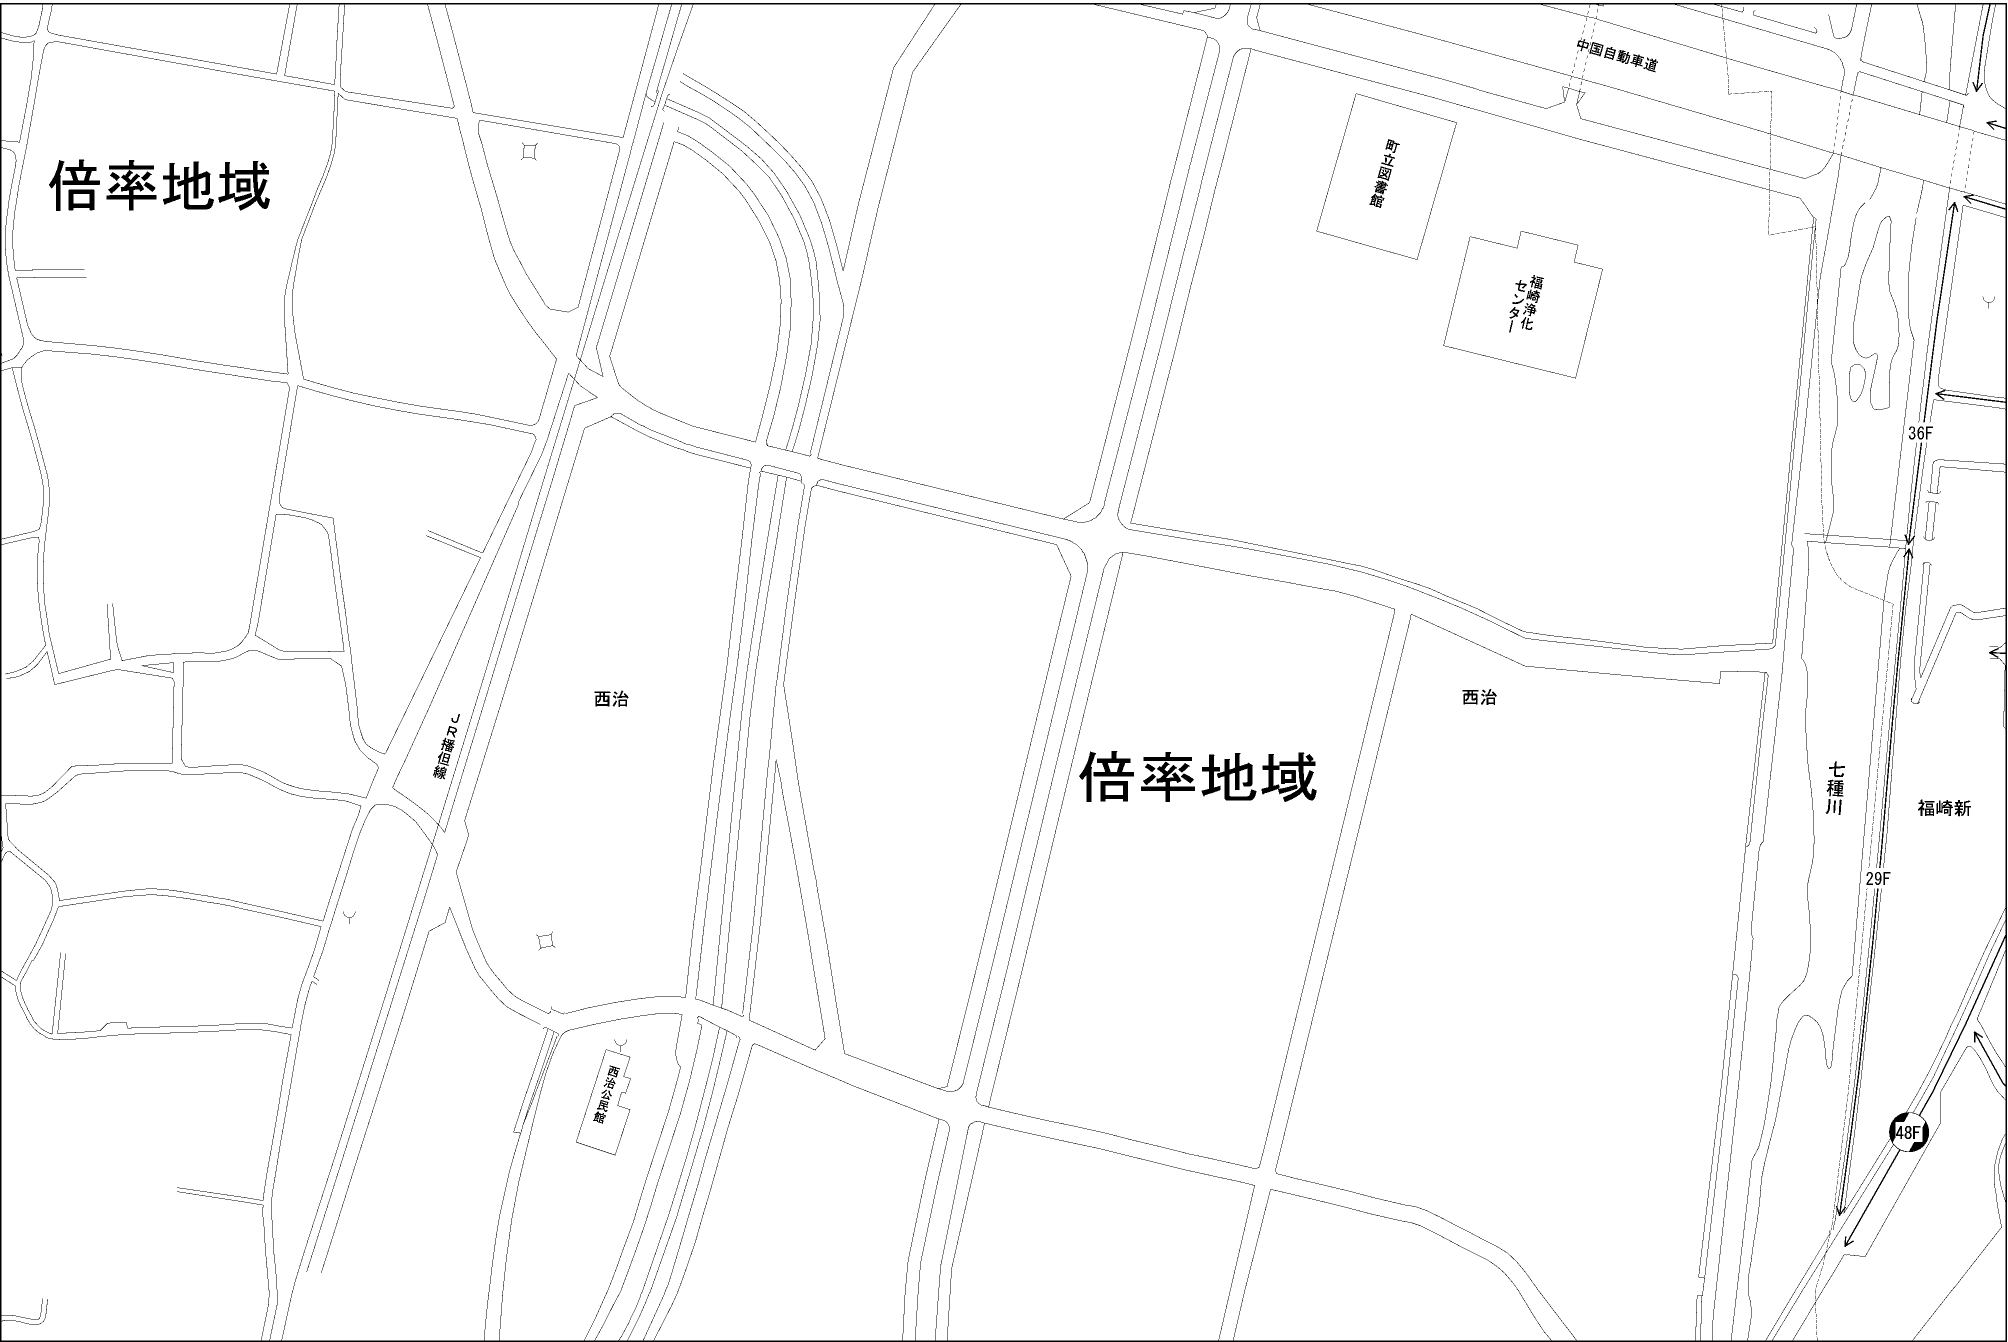 中国自動車道
町立図書館
倍率地域
福崎浄化
センター
36F
西治
西治
JR播但線
倍率地域
七種川
福崎新
29F
西治公民館
48F